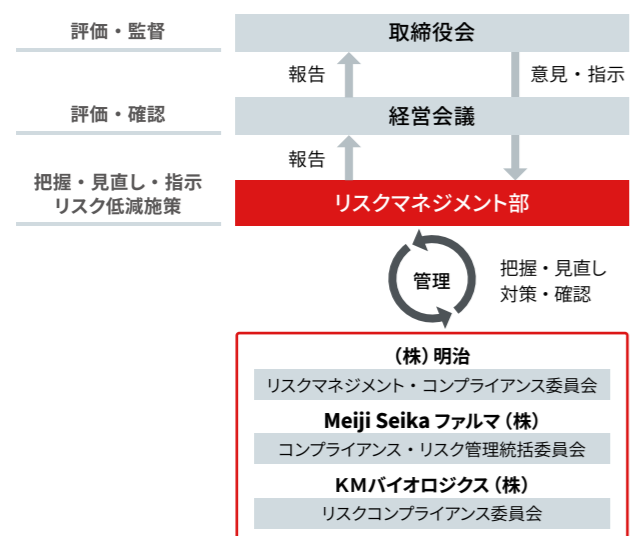 評価・監督
取締役会
報告
意見・指示
評価・確認
経営会議
報告
把握・見直し・指示
リスク低減施策
リスクマネジメント部
管理
把握・見直し
対策・確認
(株)明治
リスクマネジメント・コンプライアンス委員会
Meiji Seika ファルマ(株)
コンプライアンス・リスク管理統括委員会
KMバイオロジクス(株)
リスクコンプライアンス委員会